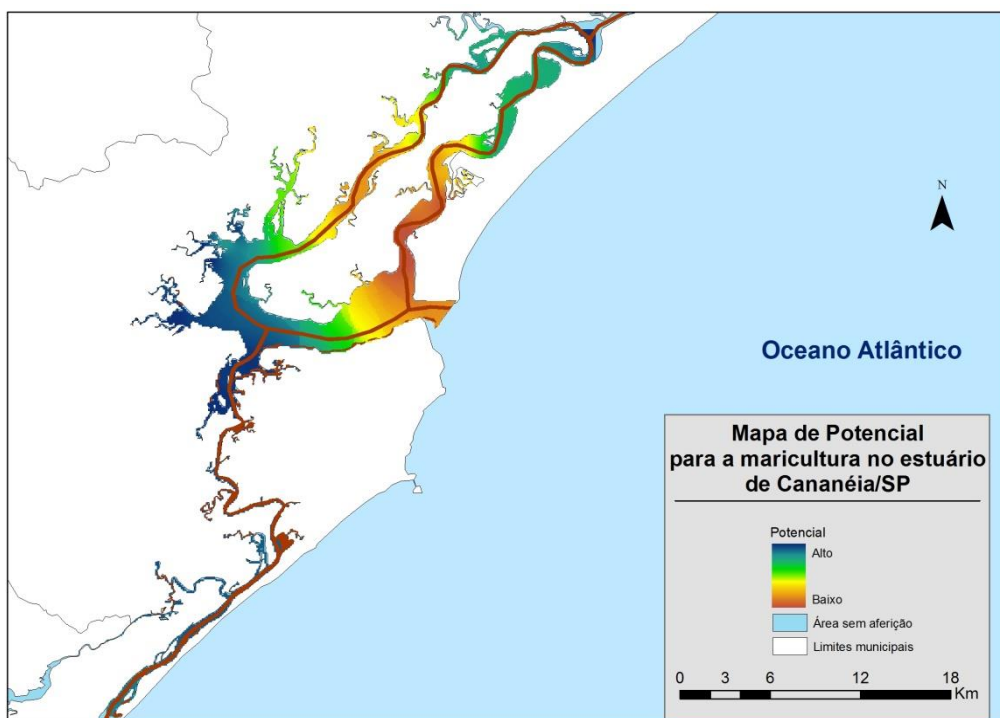 N
Oceano Atlântico
Mapa de Potencial
para a maricultura no estuário
de Cananéia/SP
Potencial
Alto
Baixo
Área sem aferição
Limites municipais
0 3 6 12 18
Km